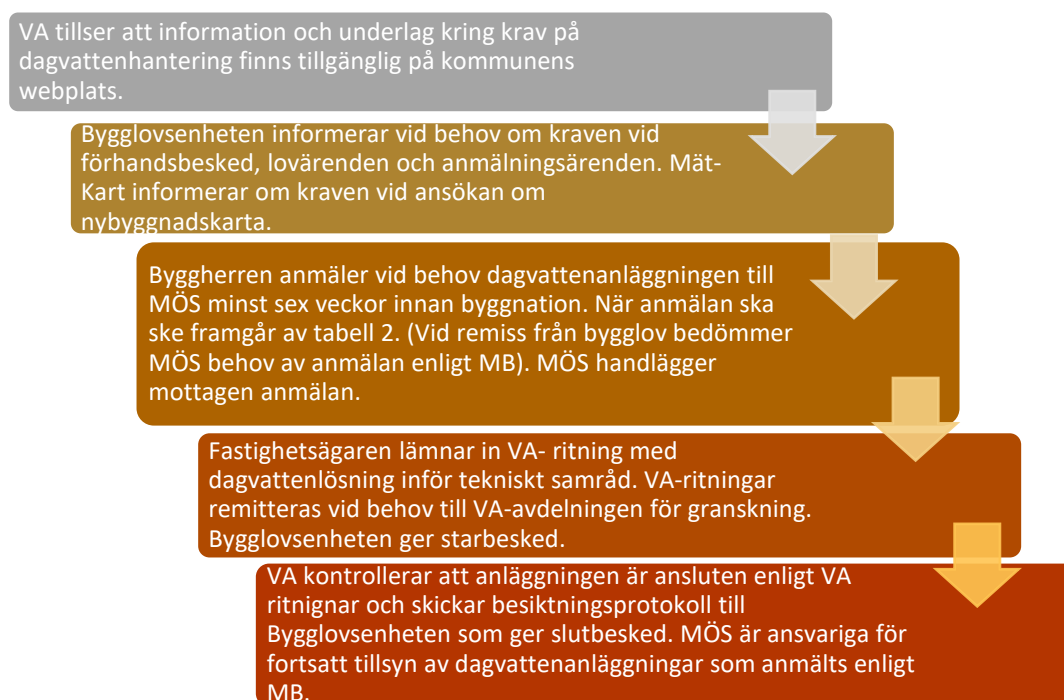 VA tillser att information och underlag kring krav på
dagvattenhantering finns tillgänglig på kommunens
webplats.
Bygglovsenheten informerar vid behov om kraven vid
förhandsbesked, lovärenden och anmälningsärenden. Mät-
Kart informerar om kraven vid ansökan om
nybyggnadskarta.
Byggherren anmäler vid behov dagvattenanläggningen till
MÖS minst sex veckor innan byggnation. När anmälan ska
ske framgår av tabell 2. (Vid remiss från bygglov bedömmer
MÖS behov av anmälan enligt MB). MÖS handlägger
mottagen anmälan.
Fastighetsägaren lämnar in VA- ritning med
dagvattenlösning inför tekniskt samråd. VA-ritningar
remitteras vid behov till VA-avdelningen för granskning.
Bygglovsenheten ger starbesked.
VA kontrollerar att anläggningen är ansluten enligt VA
ritnignar och skickar besiktningsprotokoll till
Bygglovsenheten som ger slutbesked. MÖS är ansvariga för
fortsatt tillsyn av dagvattenanläggningar som anmälts enligt
MB.